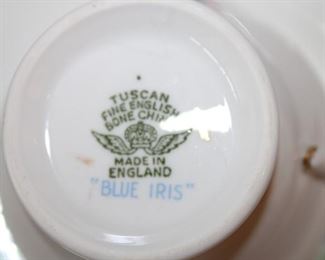 TUSCAN
FINE ENGLISH
BONE CHINA
MADE IN
ENGLAND
"BLUE IRIS"